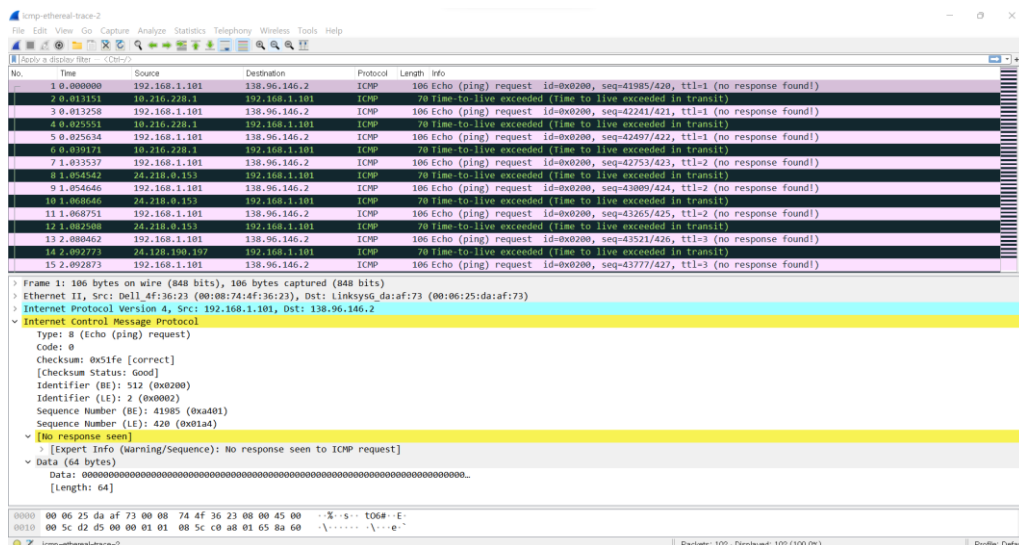 icmp-ethereal-trace-2
File Edit View Go Capture Analyze Statistics Telephony Wireless Tools Help
Apply a display filter ... <Ctrl-/>
No. Time Source Destination Protocol Length Info
1 0.000000 192.168.1.101 138.96.146.2 ICMP 106 Echo (ping) request id=0x0200, seq=41985/420, ttl=1 (no response found!)
2 0.013151 10.216.228.1 192.168.1.101 ICMP 70 Time-to-live exceeded (Time to live exceeded in transit)
3 0.013258 192.168.1.101 138.96.146.2 ICMP 106 Echo (ping) request id=0x0200, seq=42241/421, ttl=1 (no response found!)
4 0.025551 10.216.228.1 192.168.1.101 ICMP 70 Time-to-live exceeded (Time to live exceeded in transit)
5 0.025634 192.168.1.101 138.96.146.2 ICMP 106 Echo (ping) request id=0x0200, seq=42497/422, ttl=1 (no response found!)
6 0.039171 10.216.228.1 192.168.1.101 ICMP 70 Time-to-live exceeded (Time to live exceeded in transit)
7 1.033537 192.168.1.101 138.96.146.2 ICMP 106 Echo (ping) request id=0x0200, seq=42753/423, ttl=2 (no response found!)
8 1.054542 24.218.0.153 192.168.1.101 ICMP 70 Time-to-live exceeded (Time to live exceeded in transit)
9 1.054646 192.168.1.101 138.96.146.2 ICMP 106 Echo (ping) request id=0x0200, seq=43009/424, ttl=2 (no response found!)
10 1.068646 24.218.0.153 192.168.1.101 ICMP 70 Time-to-live exceeded (Time to live exceeded in transit)
11 1.068751 192.168.1.101 138.96.146.2 ICMP 106 Echo (ping) request id=0x0200, seq=43265/425, ttl=2 (no response found!)
12 1.082508 24.218.0.153 192.168.1.101 ICMP 70 Time-to-live exceeded (Time to live exceeded in transit)
13 2.080462 192.168.1.101 138.96.146.2 ICMP 106 Echo (ping) request id=0x0200, seq=43521/426, ttl=3 (no response found!)
14 2.092773 24.128.190.197 192.168.1.101 ICMP 70 Time-to-live exceeded (Time to live exceeded in transit)
15 2.092873 192.168.1.101 138.96.146.2 ICMP 106 Echo (ping) request id=0x0200, seq=43777/427, ttl=3 (no response found!)
Frame 1: 106 bytes on wire (848 bits), 106 bytes captured (848 bits)
Ethernet II, Src: Dell_4f:36:23 (00:08:74:4f:36:23), Dst: LinksysG_da:af:73 (00:06:25:da:af:73)
Internet Protocol Version 4, Src: 192.168.1.101, Dst: 138.96.146.2
Internet Control Message Protocol
Type: 8 (Echo (ping) request)
Code: 0
Checksum: 0x51fe [correct]
[Checksum Status: Good]
Identifier (BE): 512 (0x0200)
Identifier (LE): 2 (0x0002)
Sequence Number (BE): 41985 (0xa401)
Sequence Number (LE): 420 (0x01a4)
[No response seen]
[Expert Info (Warning/Sequence): No response seen to ICMP request]
Data (64 bytes)
Data: 000000000000000000000000000000000000000000000000000000000000000000000000…
[Length: 64]
0000 00 06 25 da af 73 00 08 74 4f 36 23 08 00 45 00 ··%··s·· tO6#··E·
0010 00 5c d2 d5 00 00 01 01 08 5c c0 a8 01 65 8a 60 ·\······ ·\···e·`
icmp-ethereal-trace-2 Packets: 102 · Displayed: 102 (100.0%)